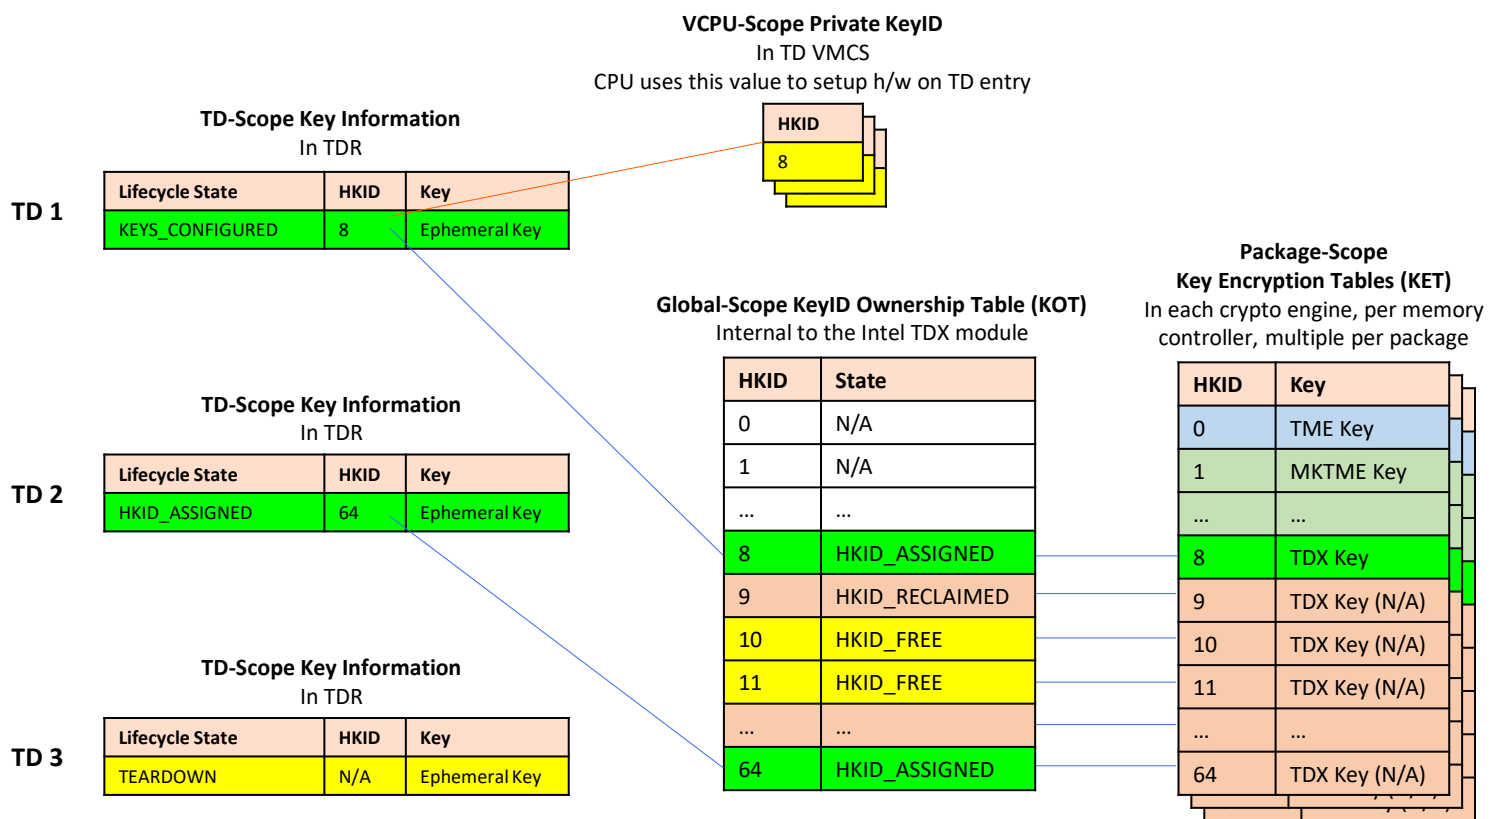 VCPU-Scope Private KeyID
In TD VMCS
CPU uses this value to setup h/w on TD entry
HKID
8
TD-Scope Key Information
In TDR
TD 1
Lifecycle State HKID Key
KEYS_CONFIGURED 8 Ephemeral Key
TD-Scope Key Information
In TDR
TD 2
Lifecycle State HKID Key
HKID_ASSIGNED 64 Ephemeral Key
TD-Scope Key Information
In TDR
TD 3
Lifecycle State HKID Key
TEARDOWN N/A Ephemeral Key
Global-Scope KeyID Ownership Table (KOT)
Internal to the Intel TDX module
HKID State
0 N/A
1 N/A
... ...
8 HKID_ASSIGNED
9 HKID_RECLAIMED
10 HKID_FREE
11 HKID_FREE
... ...
64 HKID_ASSIGNED
Package-Scope
Key Encryption Tables (KET)
In each crypto engine, per memory
controller, multiple per package
HKID Key
0 TME Key
1 MKTME Key
... ...
8 TDX Key
9 TDX Key (N/A)
10 TDX Key (N/A)
11 TDX Key (N/A)
... ...
64 TDX Key (N/A)